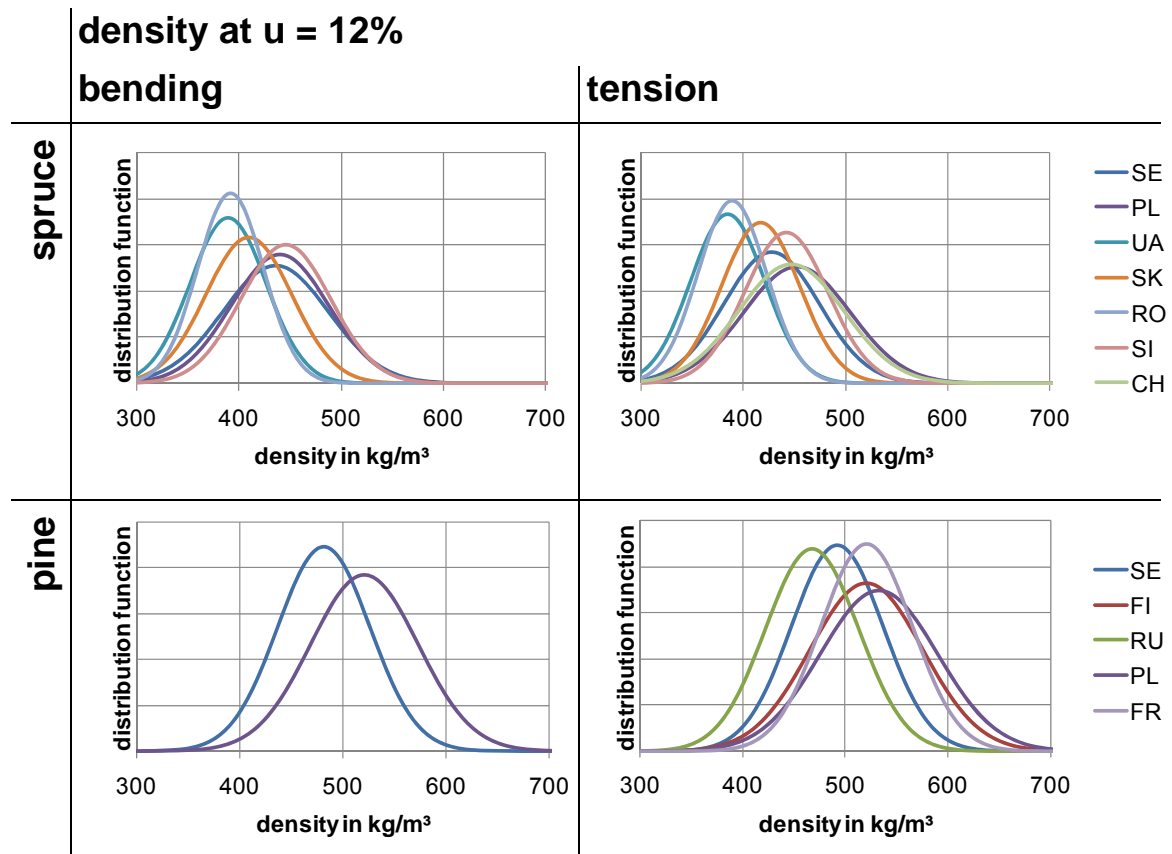 density at u = 12%
bending
tension
spruce
distribution function
300 400 500 600 700
density in kg/m³
distribution function
300 400 500 600 700
density in kg/m³
SE
PL
UA
SK
RO
SI
CH
pine
distribution function
300 400 500 600 700
density in kg/m³
distribution function
300 400 500 600 700
density in kg/m³
SE
FI
RU
PL
FR